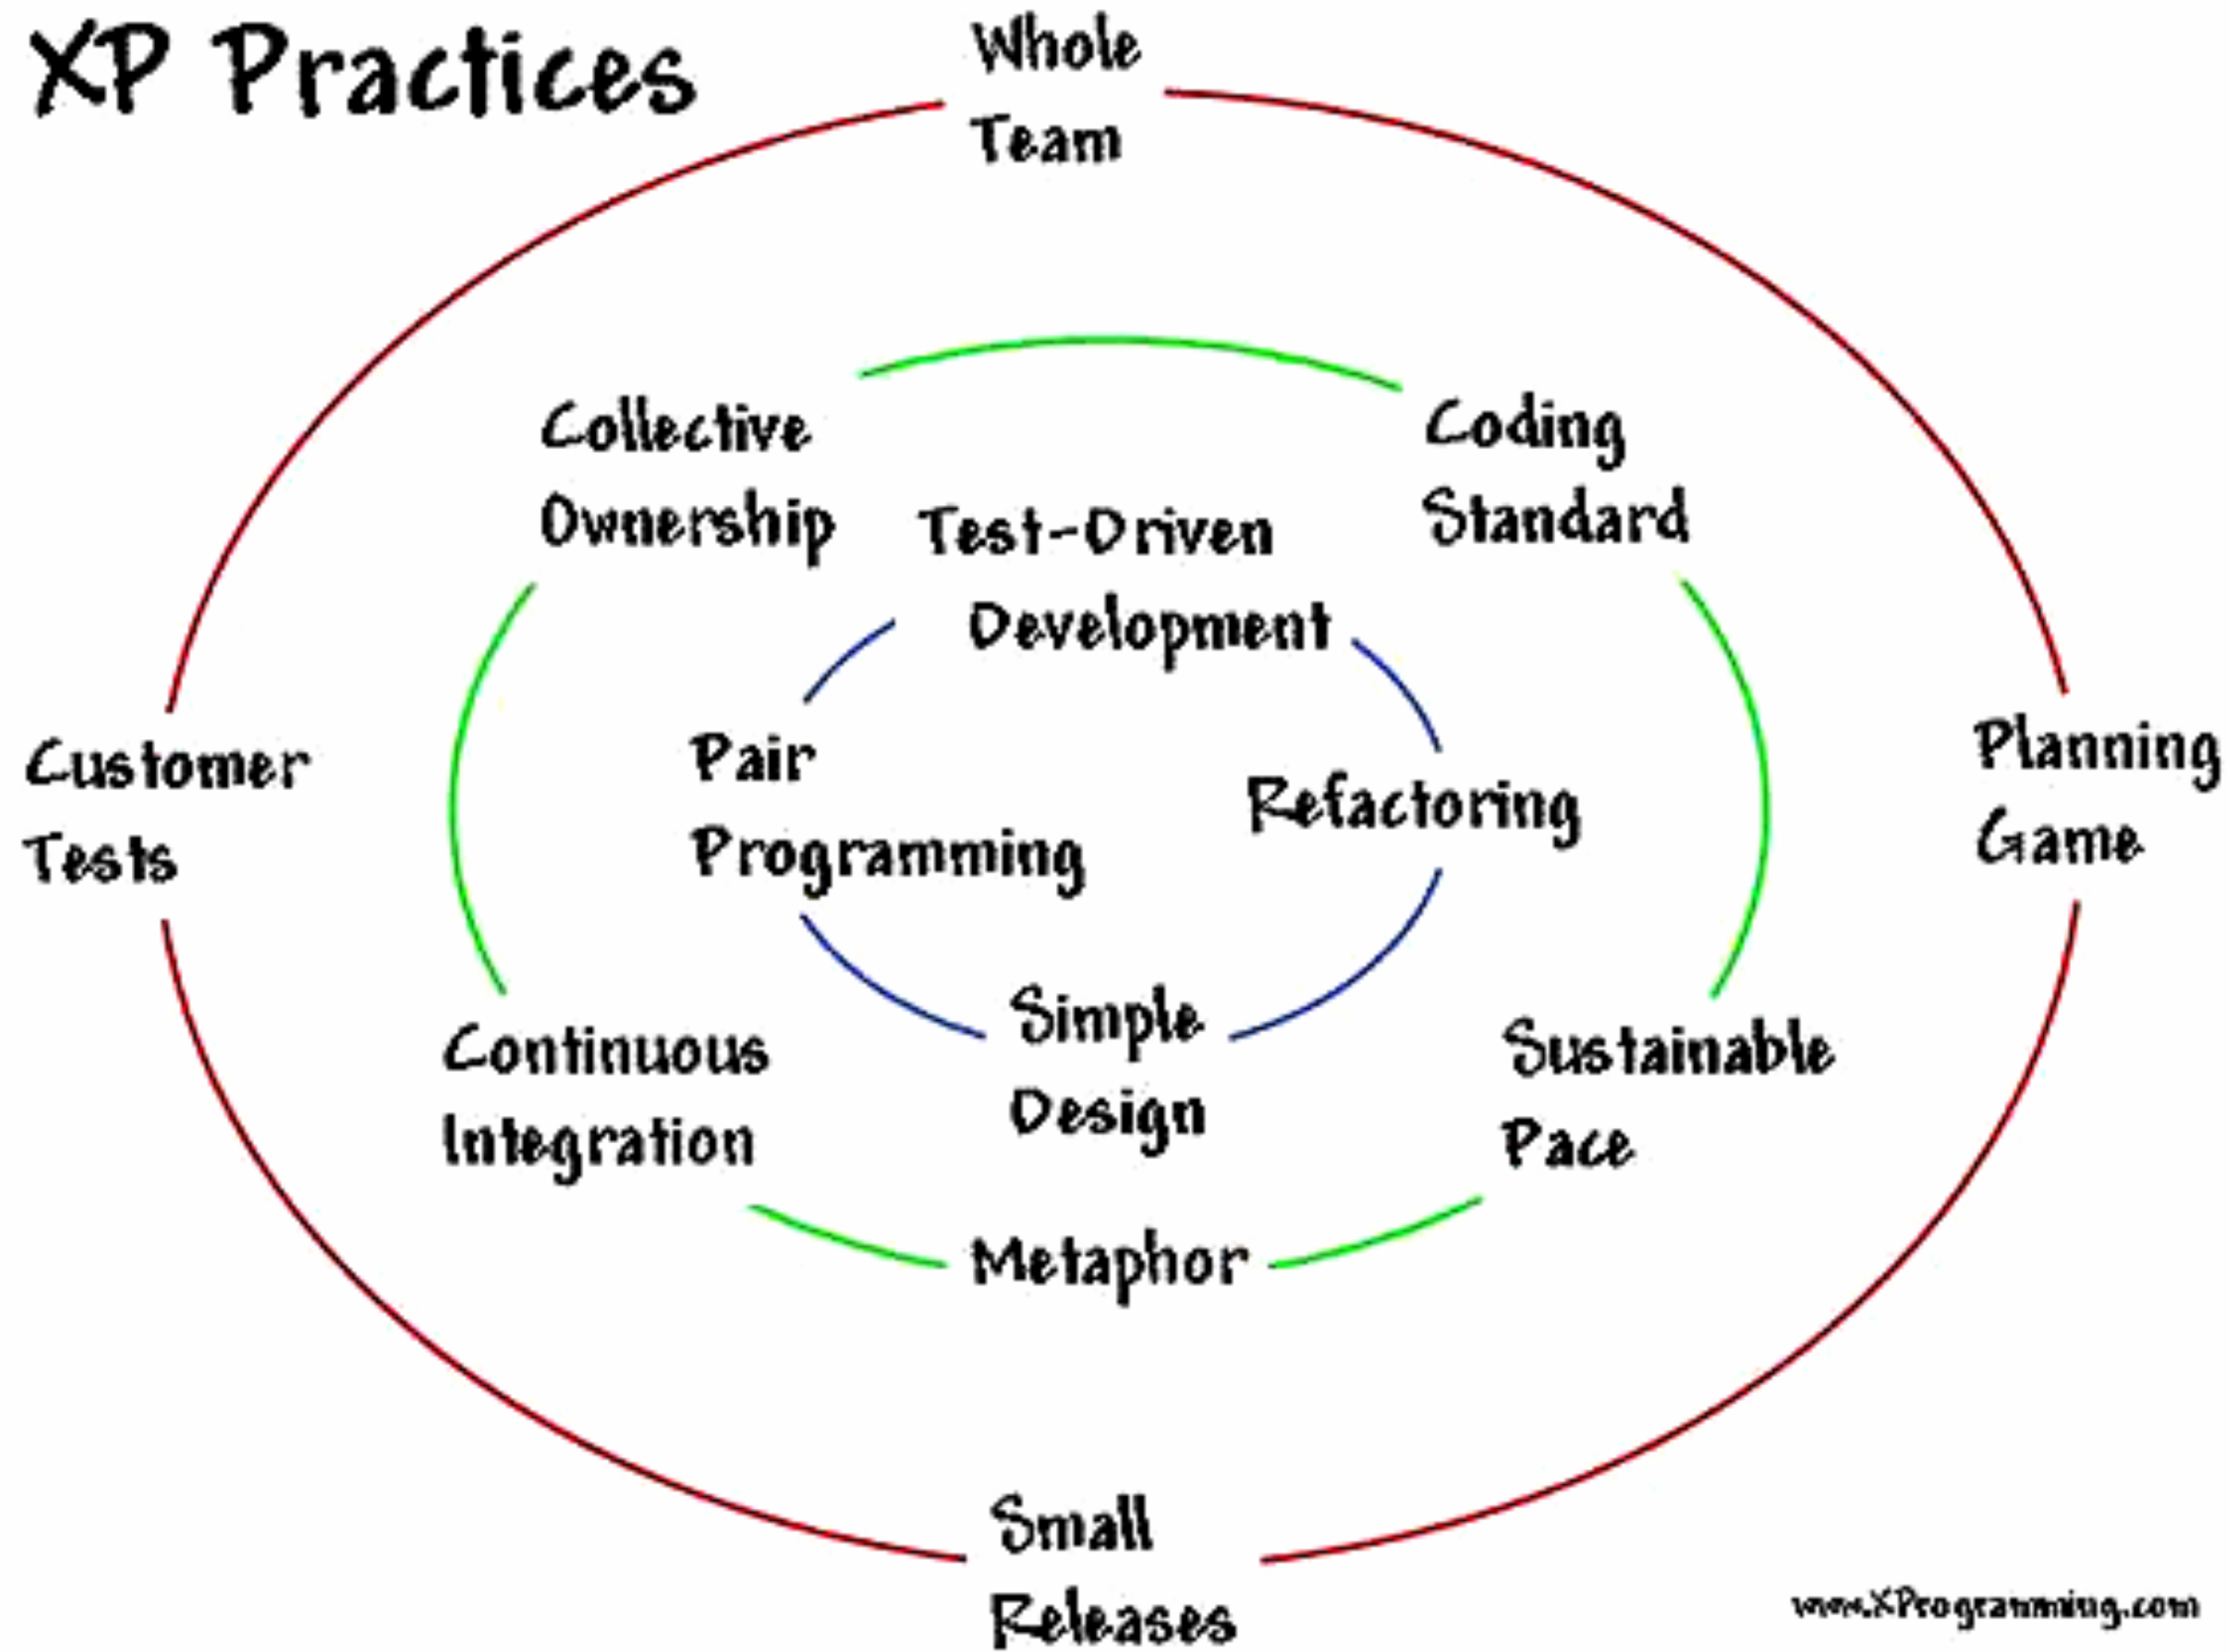 XP Practices
Whole
Team
Collective
Ownership
Coding
Standard
Test-Driven
Development
Customer
Tests
Pair
Programming
Refactoring
Planning
Game
Continuous
Integration
Simple
Design
Sustainable
Pace
Metaphor
Small
Releases
www.XProgramming.com